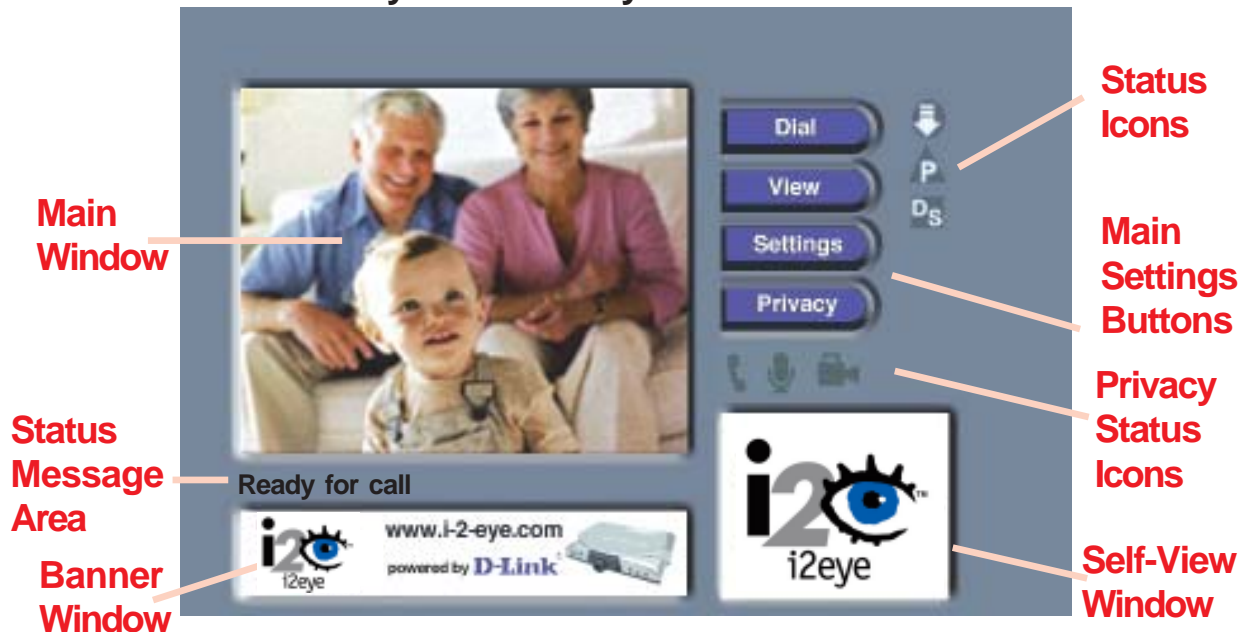 Status
Icons
Dial
P
View
DS
Main
Window
Settings
Main
Settings
Buttons
Privacy
Privacy
Status
Icons
Status
Message
Area
Ready for call
i2
TM
i2eye
Banner
Window
i2
i2eye
www.i-2-eye.com
powered by D-Link
Self-View
Window